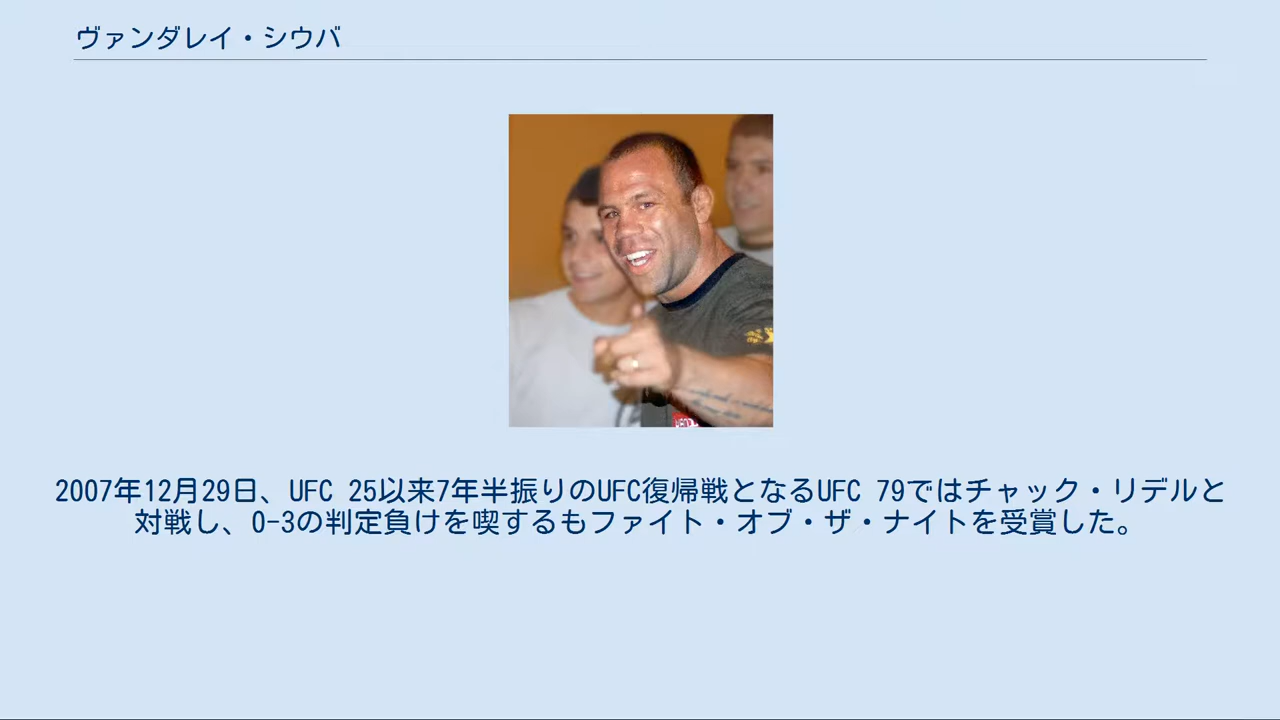 ヴァンダレイ・シウバ
2007年12月29日、UFC 25以来7年半振りのUFC復帰戦となるUFC 79ではチャック・リデルと
対戦し、0-3の判定負けを喫するもファイト・オブ・ザ・ナイトを受賞した。